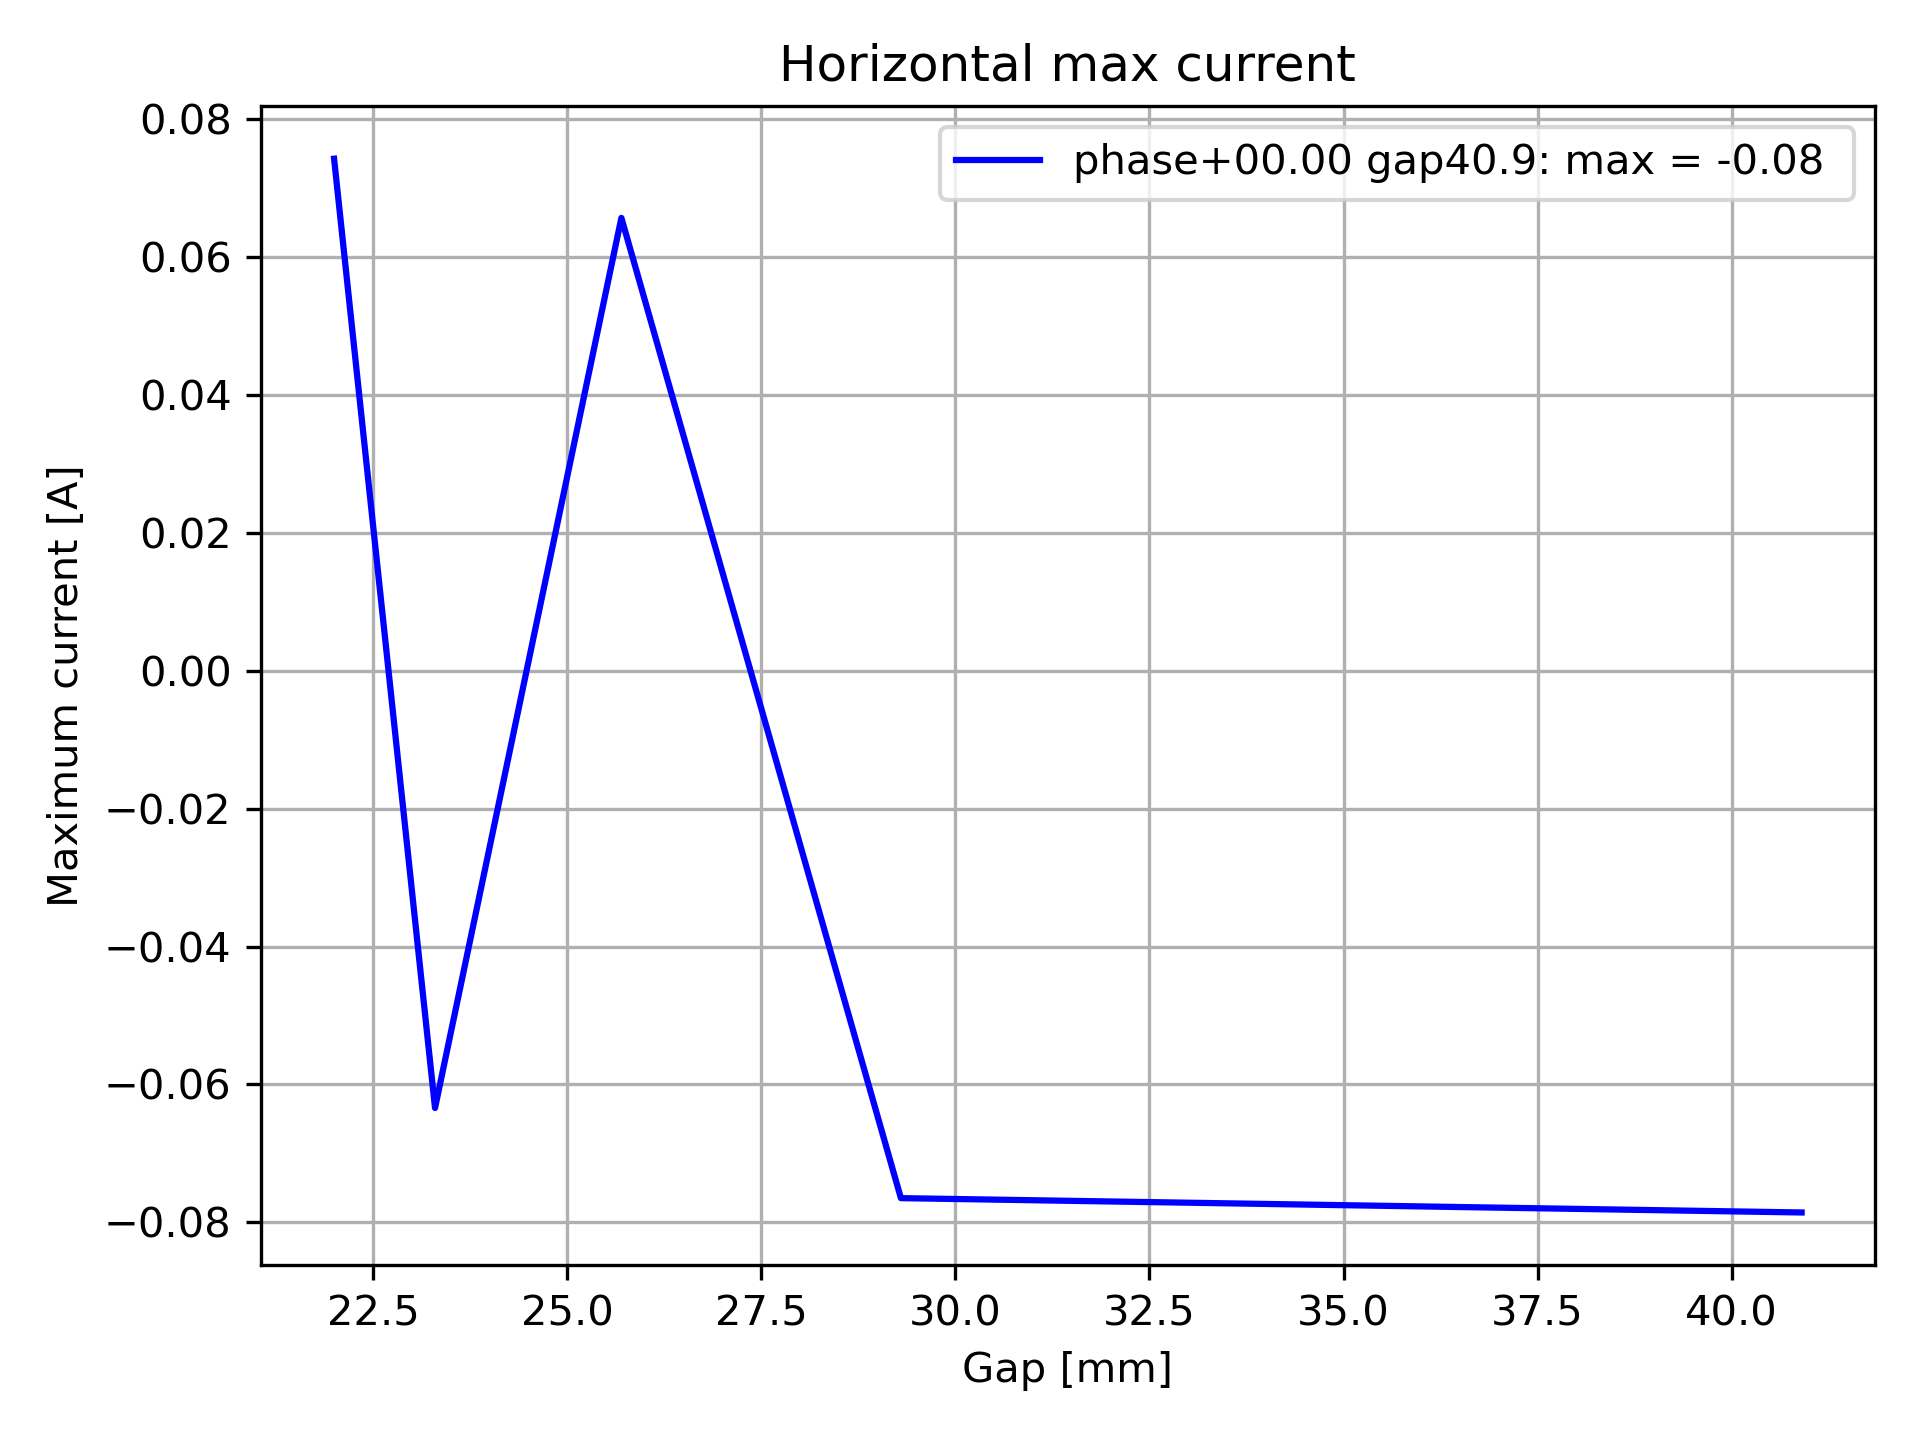 Horizontal max current
phase+00.00 gap40.9: max = -0.08
Maximum current [A]
0.08
0.06
0.04
0.02
0.00
−0.02
−0.04
−0.06
−0.08
22.5 25.0 27.5 30.0 32.5 35.0 37.5 40.0
Gap [mm]